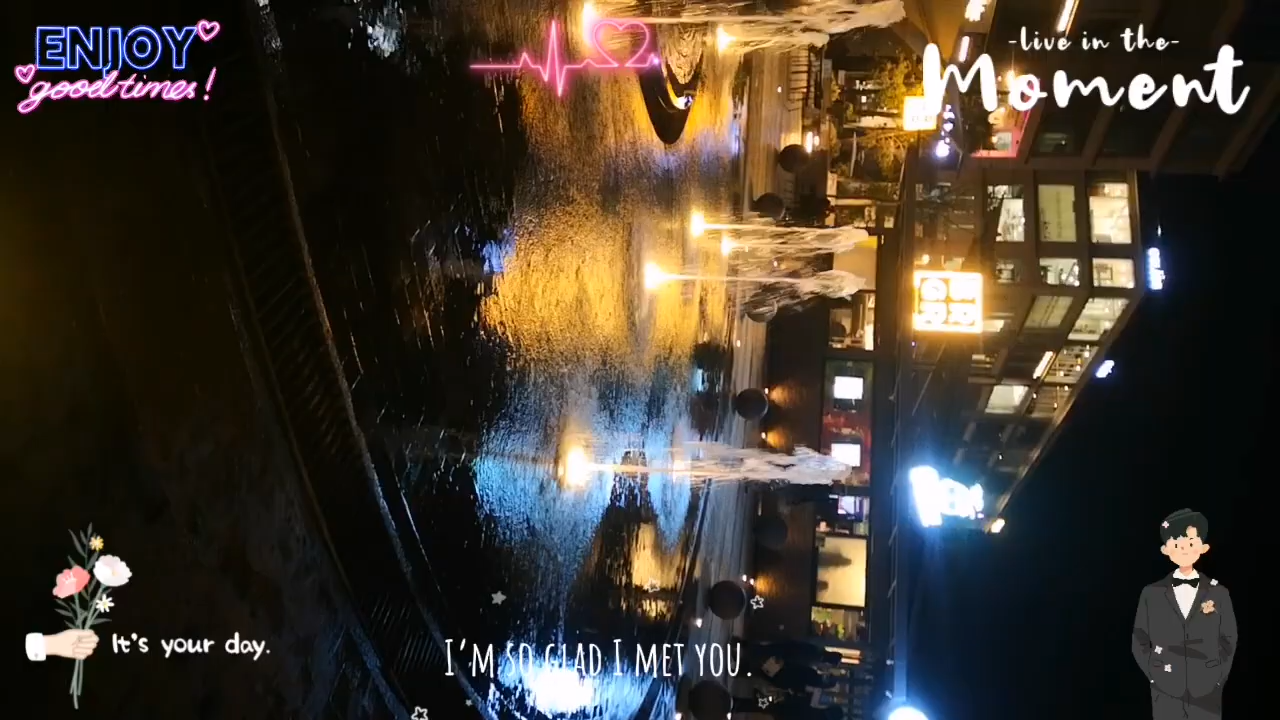 ENJOY
good times!
-live in the-
Moment
It's your day.
I'M SO GLAD I MET YOU.